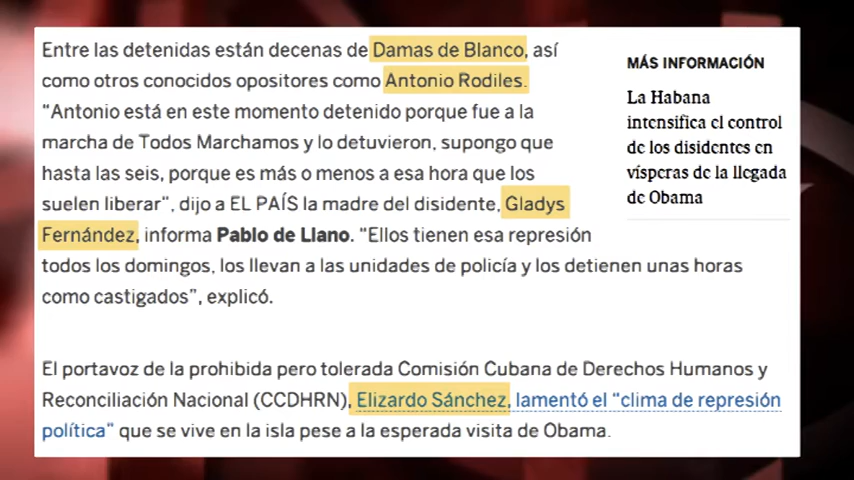 Entre las detenidas están decenas de Damas de Blanco, así
como otros conocidos opositores como Antonio Rodiles.
“Antonio está en este momento detenido porque fue a la
marcha de Todos Marchamos y lo detuvieron, supongo que
hasta las seis, porque es más o menos a esa hora que los
suelen liberar“, dijo a EL PAÍS la madre del disidente, Gladys
Fernández, informa Pablo de Llano. “Ellos tienen esa represión
todos los domingos, los llevan a las unidades de policía y los detienen unas horas
como castigados”, explicó.
El portavoz de la prohibida pero tolerada Comisión Cubana de Derechos Humanos y
Reconciliación Nacional (CCDHRN), Elizardo Sánchez, lamentó el “clima de represión
política“ que se vive en la isla pese a la esperada visita de Obama.
MÁS INFORMACIÓN
La Habana
intensifica el control
de los disidentes en
vísperas de la llegada
de Obama